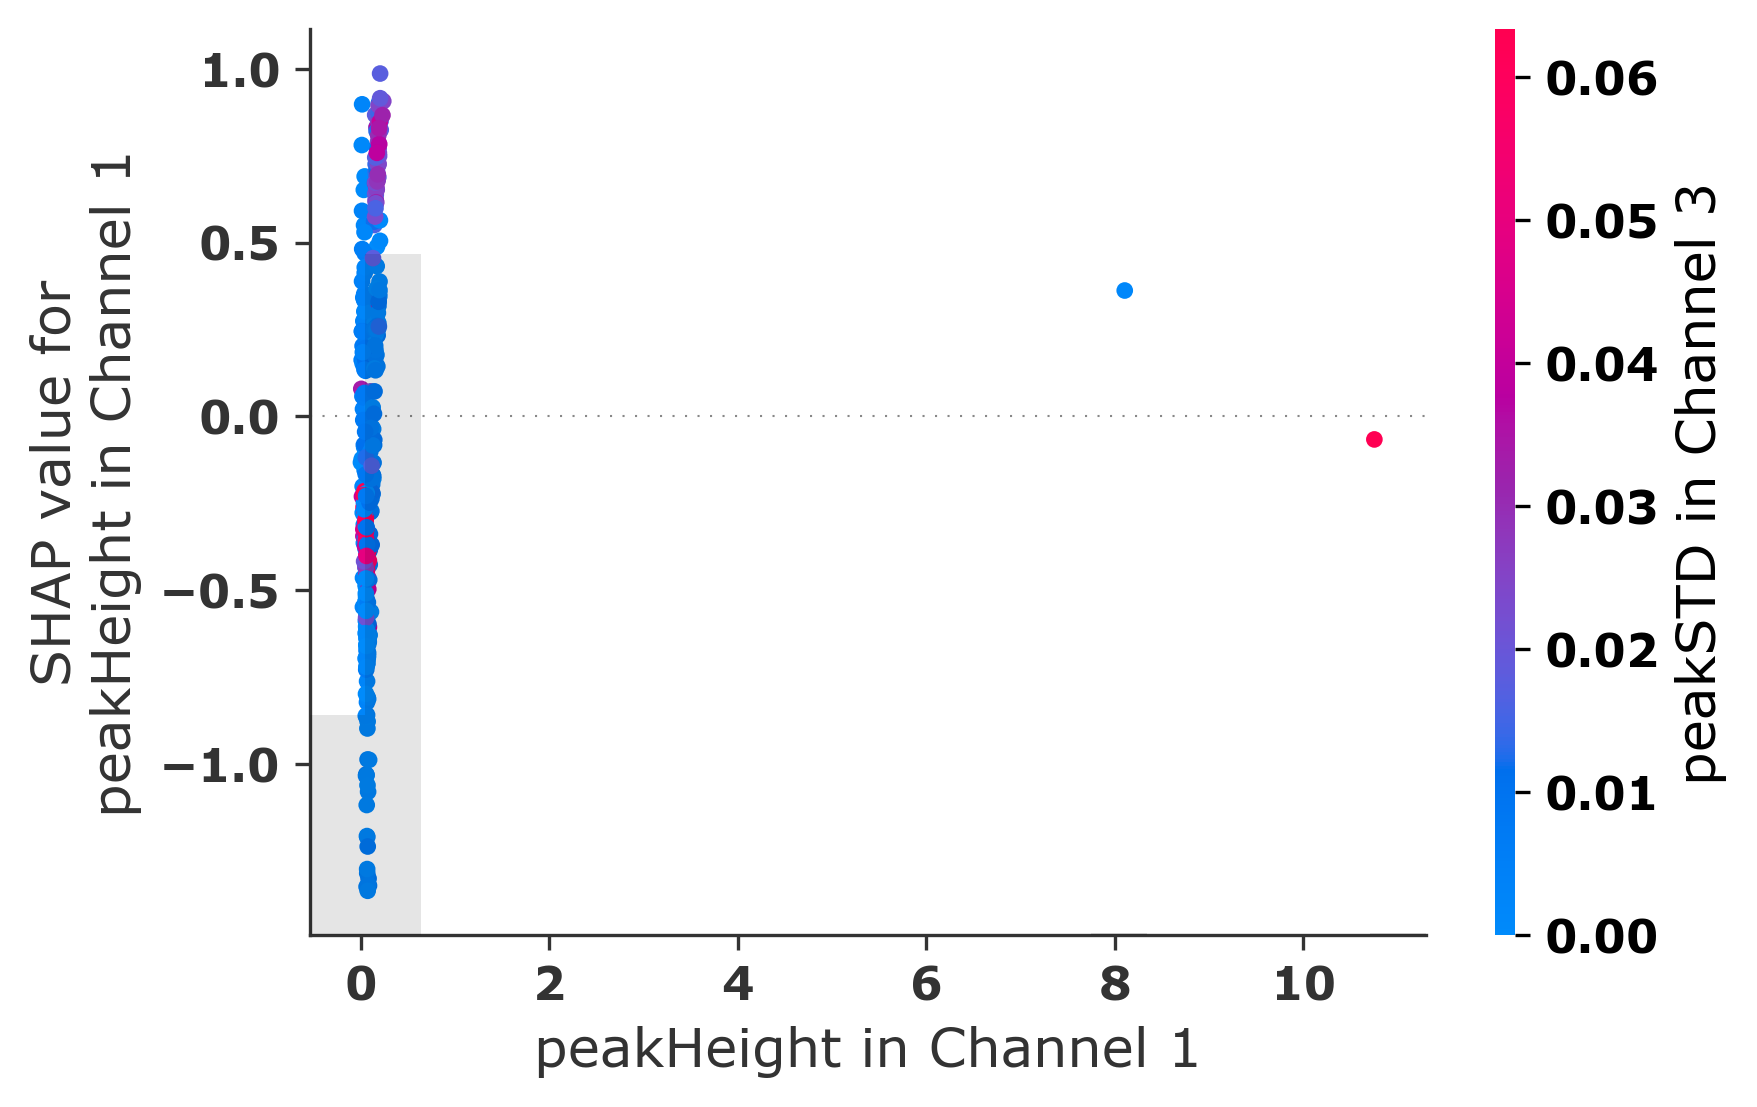 SHAP value for
peakHeight in Channel 1
1.0
0.5
0.0
−0.5
−1.0
0 2 4 6 8 10
peakHeight in Channel 1
0.06
0.05
0.04
0.03
0.02
0.01
0.00
peakSTD in Channel 3